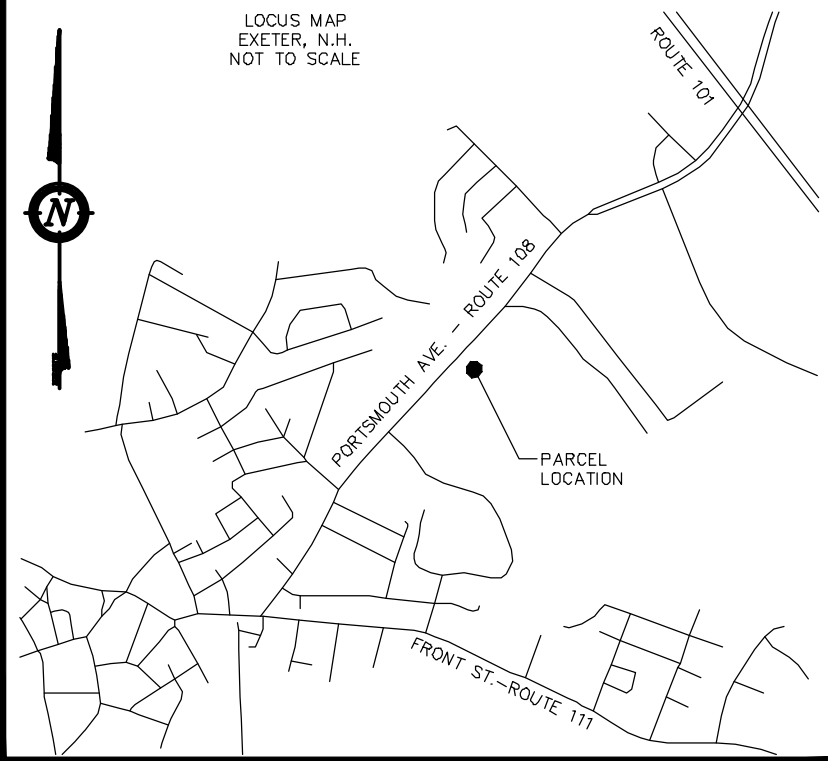 LOCUS MAP
EXETER, N.H.
NOT TO SCALE
ROUTE 101
N
PORTSMOUTH AVE. - ROUTE 108
PARCEL
LOCATION
FRONT ST.-ROUTE 111